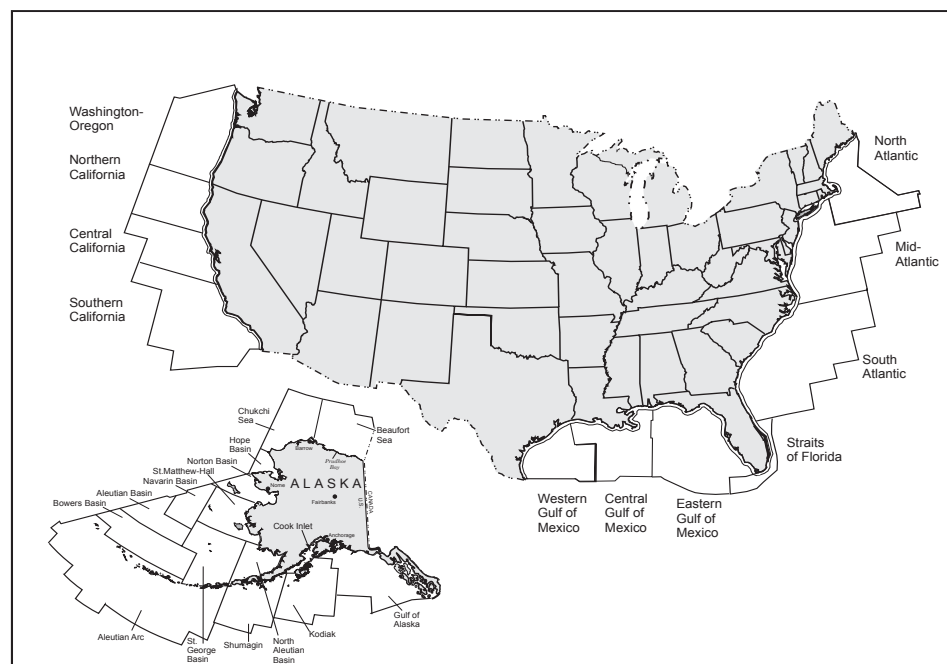 Washington-
Oregon
Northern
California
Central
California
Southern
California
North
Atlantic
Mid-
Atlantic
South
Atlantic
Straits
of Florida
Western
Gulf of
Mexico
Central
Gulf of
Mexico
Eastern
Gulf of
Mexico
Chukchi
Sea
Beaufort
Sea
Hope
Basin
Norton Basin
St.Matthew-Hall
Navarin Basin
Aleutian Basin
Bowers Basin
Barrow
Prudhoe
Bay
Nome
ALASKA
Fairbanks
CANADA
U.S.
Cook Inlet
Anchorage
Aleutian Arc
St.
George
Basin
Shumagin
North
Aleutian
Basin
Kodiak
Gulf of
Alaska